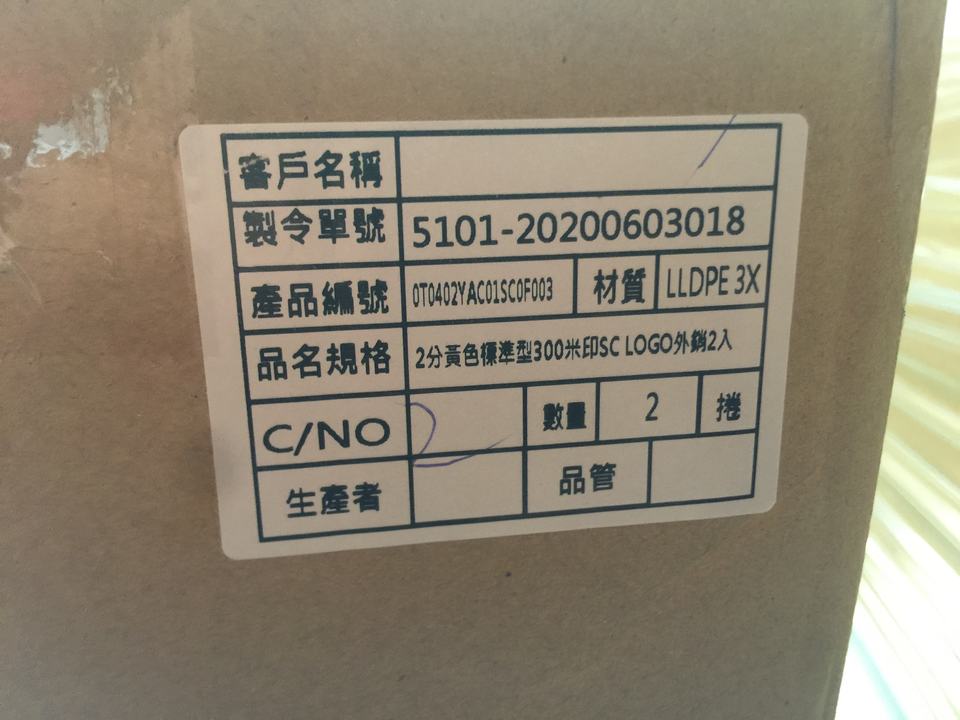 客戶名稱
製令單號 5101-20200603018
產品編號 0T0402YAC01SC0F003 材質 LLDPE 3X
品名規格 2分黃色標準型300米印SC LOGO外銷2入
C/NO 2 數量 2 捲
生產者 品管